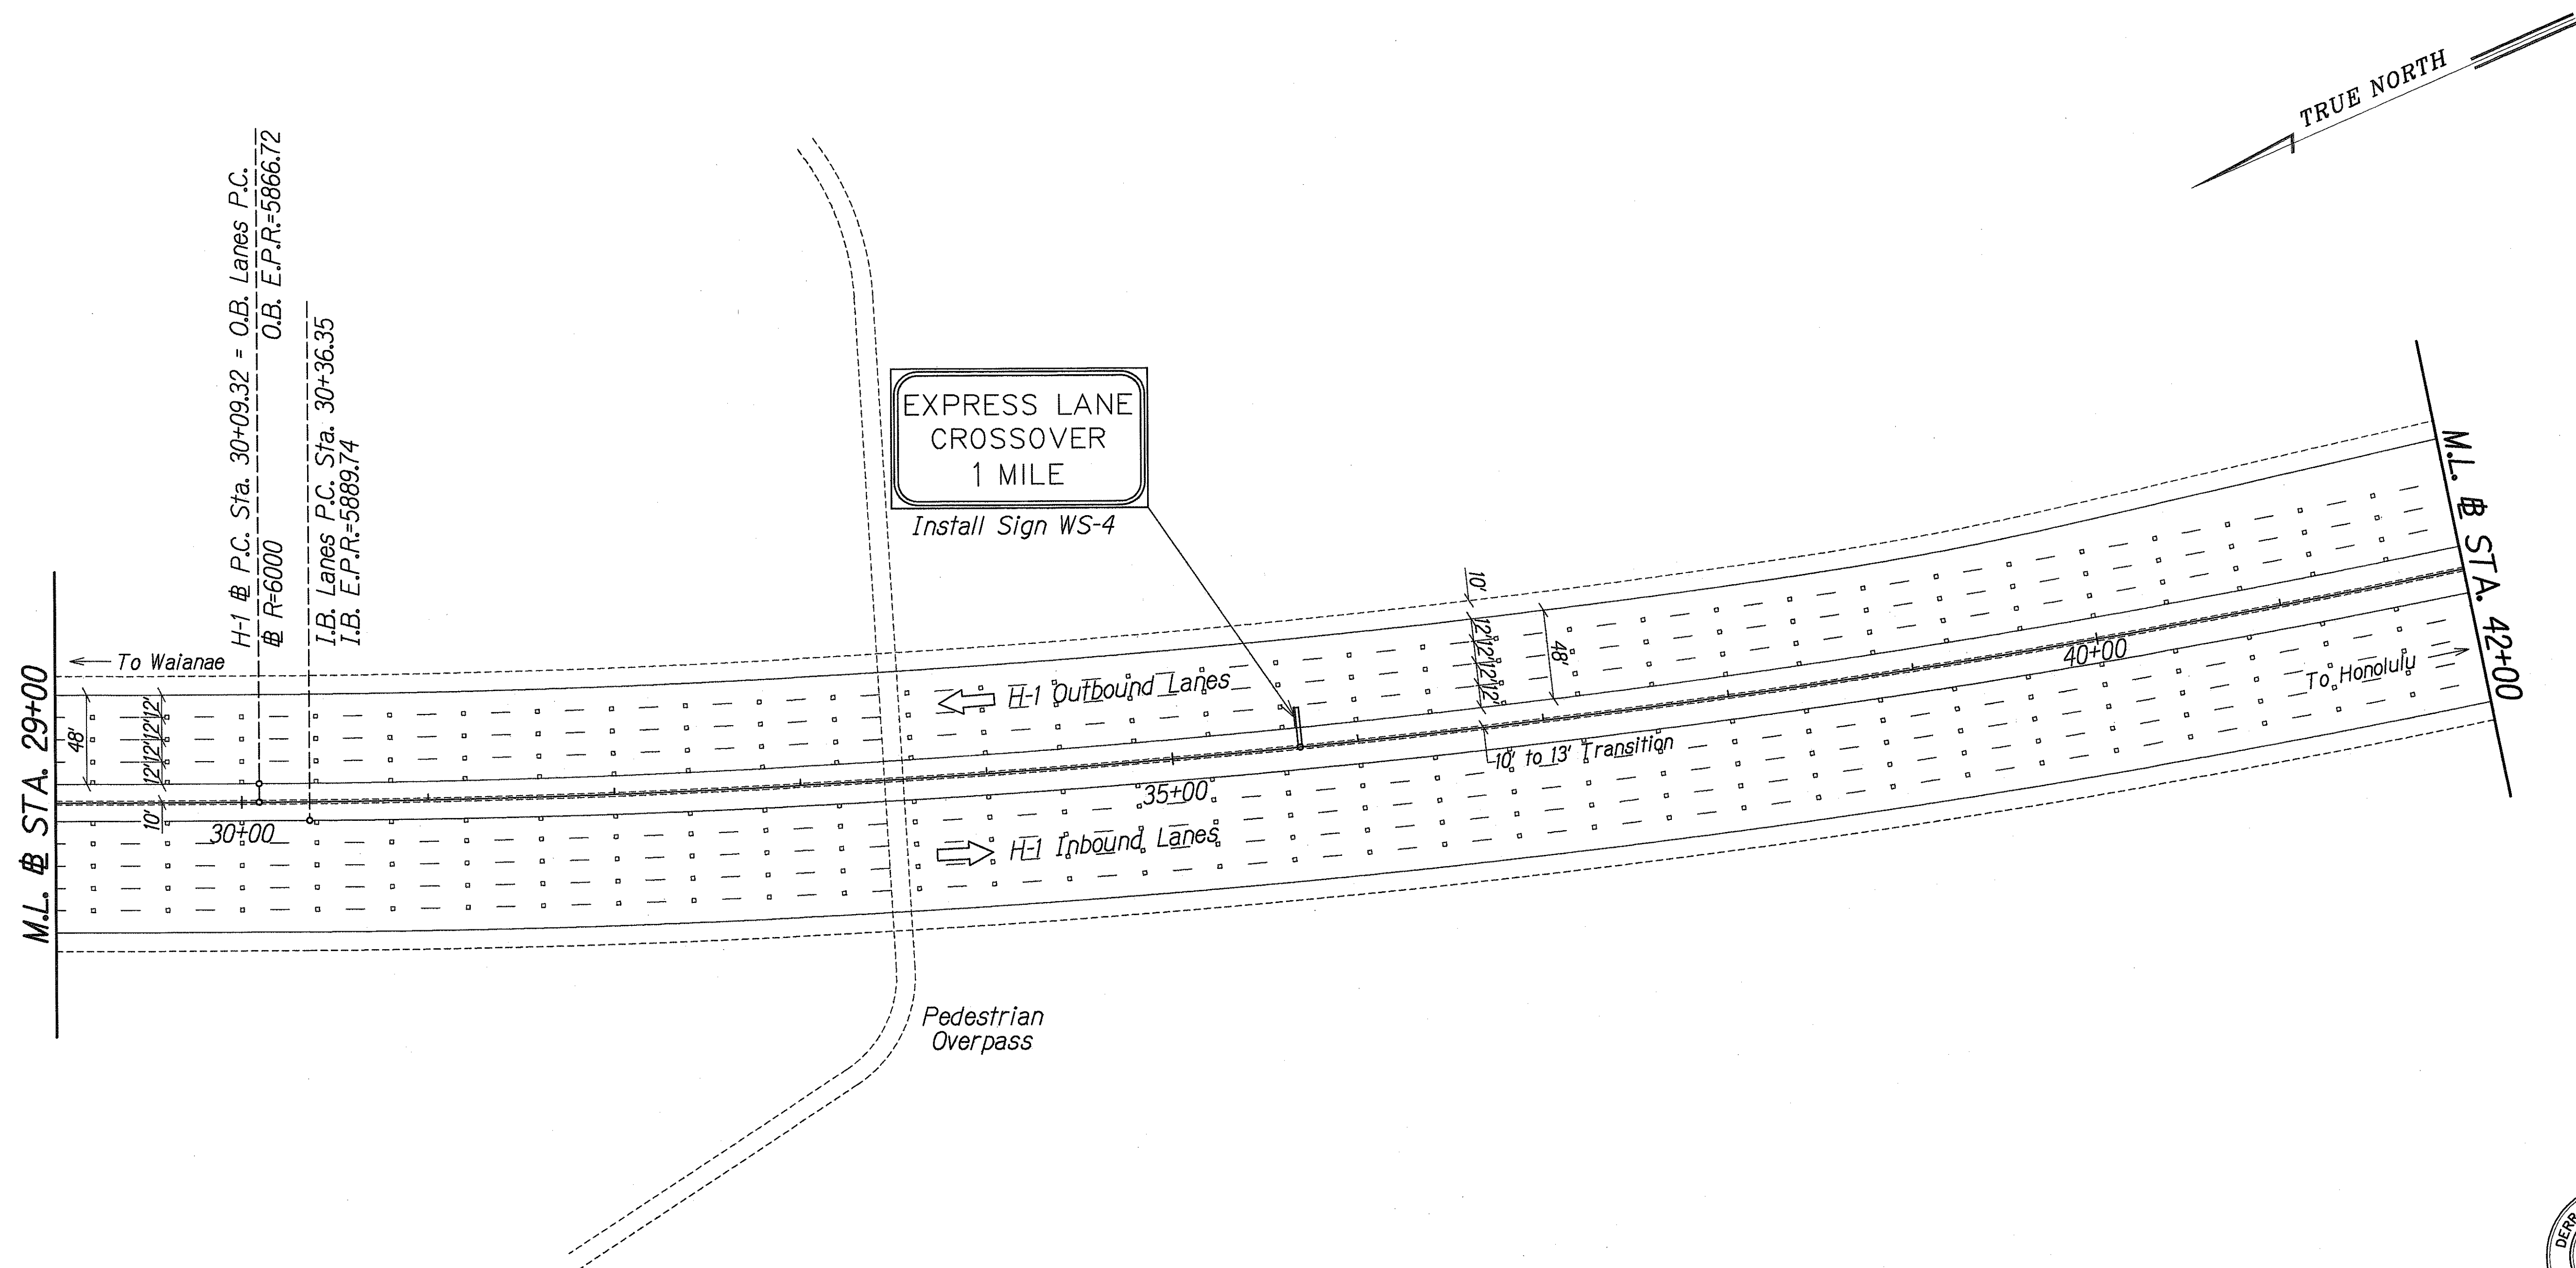 TRUE NORTH
H-1 B P.C. Sta. 30+09.32 = O.B. Lanes P.C.
B R=6000
O.B. E.P.R.=5866.72
I.B. Lanes P.C. Sta. 30+36.35
I.B. E.P.R.=5889.74
EXPRESS LANE
CROSSOVER
1 MILE
Install Sign WS-4
M.L. B STA. 29+00
To Waianae
48'
12'
12'
12'
12'
10'
30+00
H-1 Outbound Lanes
H-1 Inbound Lanes
35+00
10'
12'
12'
12'
12'
48'
10' to 13' Transition
40+00
To Honolulu
M.L. B STA. 42+00
Pedestrian
Overpass
DERR